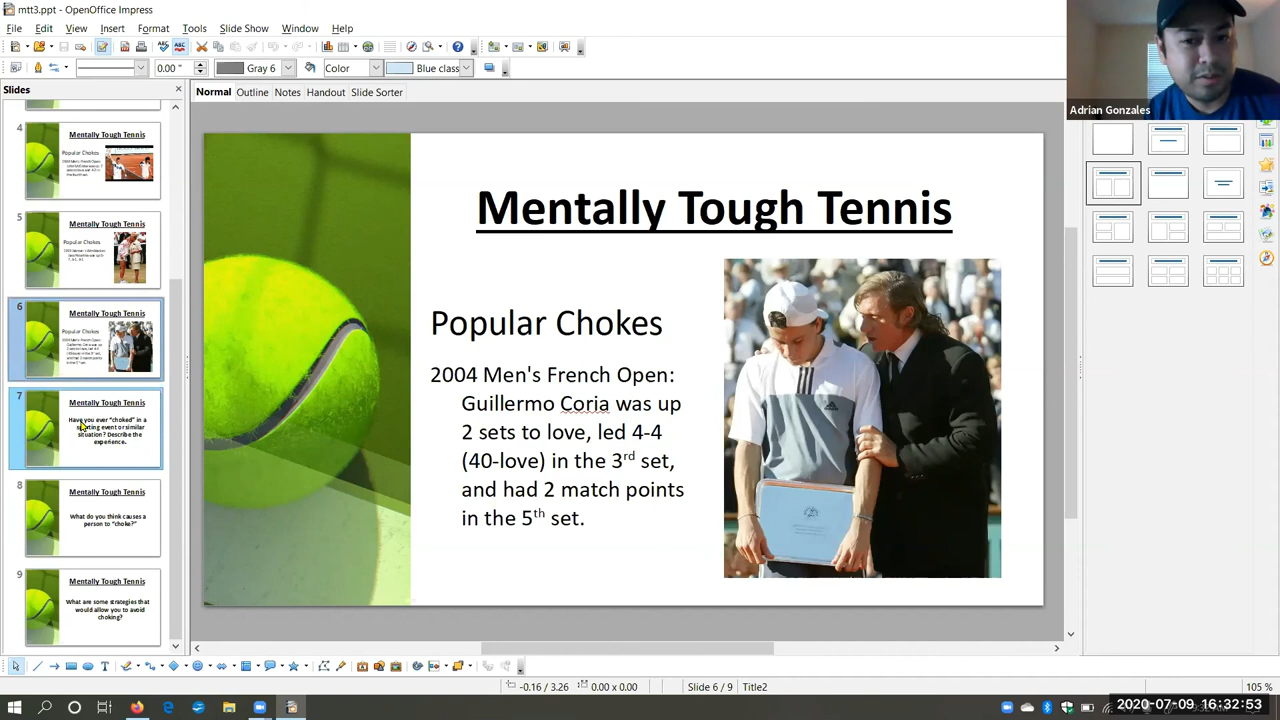 mtt3.ppt - OpenOffice Impress
File Edit View Insert Format Tools Slide Show Window Help
0.00 " Gray 6 Color Blue class
Adrian Gonzales
Slides
Normal Outline Notes Handout Slide Sorter
4
Mentally Tough Tennis
Popular Chokes
5
Mentally Tough Tennis
Popular Chokes
6
Mentally Tough Tennis
Popular Chokes
7
Mentally Tough Tennis
Have you ever "choked" in a
sporting event or similar
situation? Describe the
experience.
8
Mentally Tough Tennis
What do you think causes a
person to "choke?"
9
Mentally Tough Tennis
What are some strategies that
would allow you to avoid
choking?
Mentally Tough Tennis
Popular Chokes
2004 Men's French Open:
Guillermo Coria was up
2 sets to love, led 4-4
(40-love) in the 3rd set,
and had 2 match points
in the 5th set.
-0.16 / 3.26 0.00 x 0.00 Slide 6 / 9 Title2 105 %
2020-07-09 16:32:53